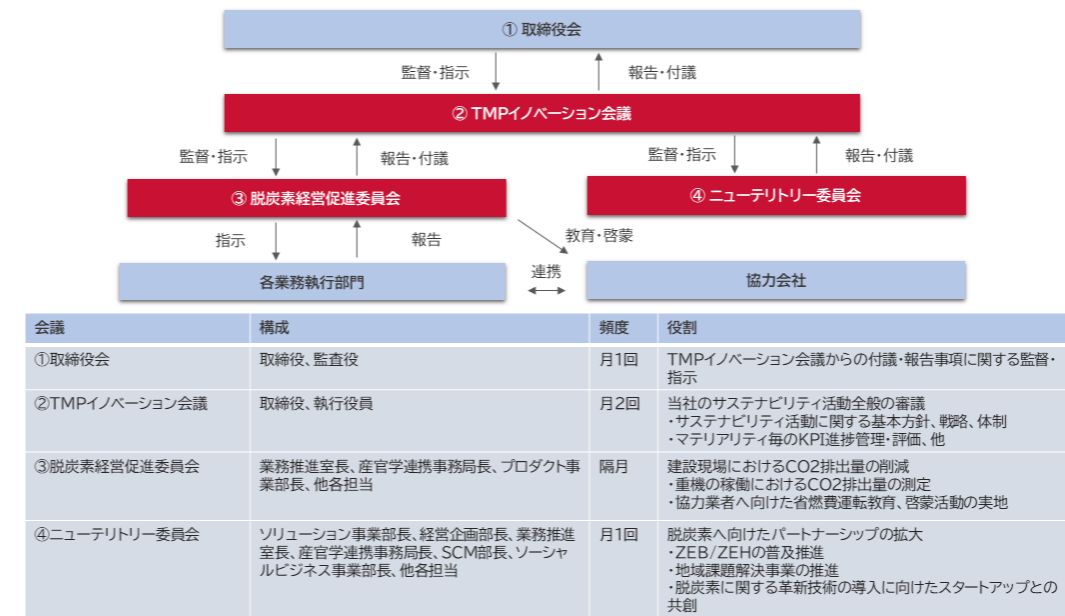 ① 取締役会
監督・指示
報告・付議
② TMPイノベーション会議
監督・指示
報告・付議
監督・指示
報告・付議
③ 脱炭素経営促進委員会
④ ニューテリトリー委員会
指示
報告
教育・啓蒙
各業務執行部門
連携
協力会社
会議
構成
頻度
役割
①取締役会
取締役、監査役
月1回
TMPイノベーション会議からの付議・報告事項に関する監督・
指示
②TMPイノベーション会議
取締役、執行役員
月2回
当社のサステナビリティ活動全般の審議
・サステナビリティ活動に関する基本方針、戦略、体制
・マテリアリティ毎のKPI進捗管理・評価、他
③脱炭素経営促進委員会
業務推進室長、産官学連携事務局長、プロダクト事
業部長、他各担当
隔月
建設現場におけるCO2排出量の削減
・重機の稼働におけるCO2排出量の測定
・協力業者へ向けた省燃費運転教育、啓蒙活動の実地
④ニューテリトリー委員会
ソリューション事業部長、経営企画部長、業務推進
室長、産官学連携事務局長、SCM部長、ソーシャ
ルビジネス事業部長、他各担当
月1回
脱炭素へ向けたパートナーシップの拡大
・ZEB/ZEHの普及推進
・地域課題解決事業の推進
・脱炭素に関する革新技術の導入に向けたスタートアップとの
共創